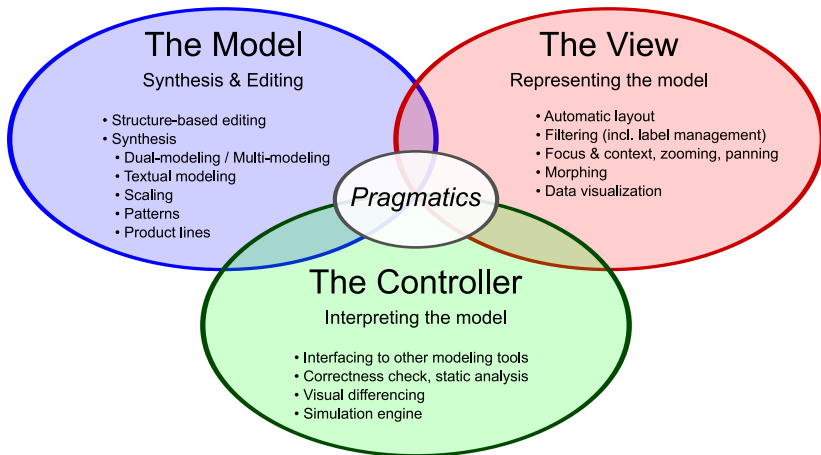 The Model
Synthesis & Editing
• Structure-based editing
• Synthesis
• Dual-modeling / Multi-modeling
• Textual modeling
• Scaling
• Patterns
• Product lines
The View
Representing the model
• Automatic layout
• Filtering (incl. label management)
• Focus & context, zooming, panning
• Morphing
• Data visualization
Pragmatics
The Controller
Interpreting the model
• Interfacing to other modeling tools
• Correctness check, static analysis
• Visual differencing
• Simulation engine